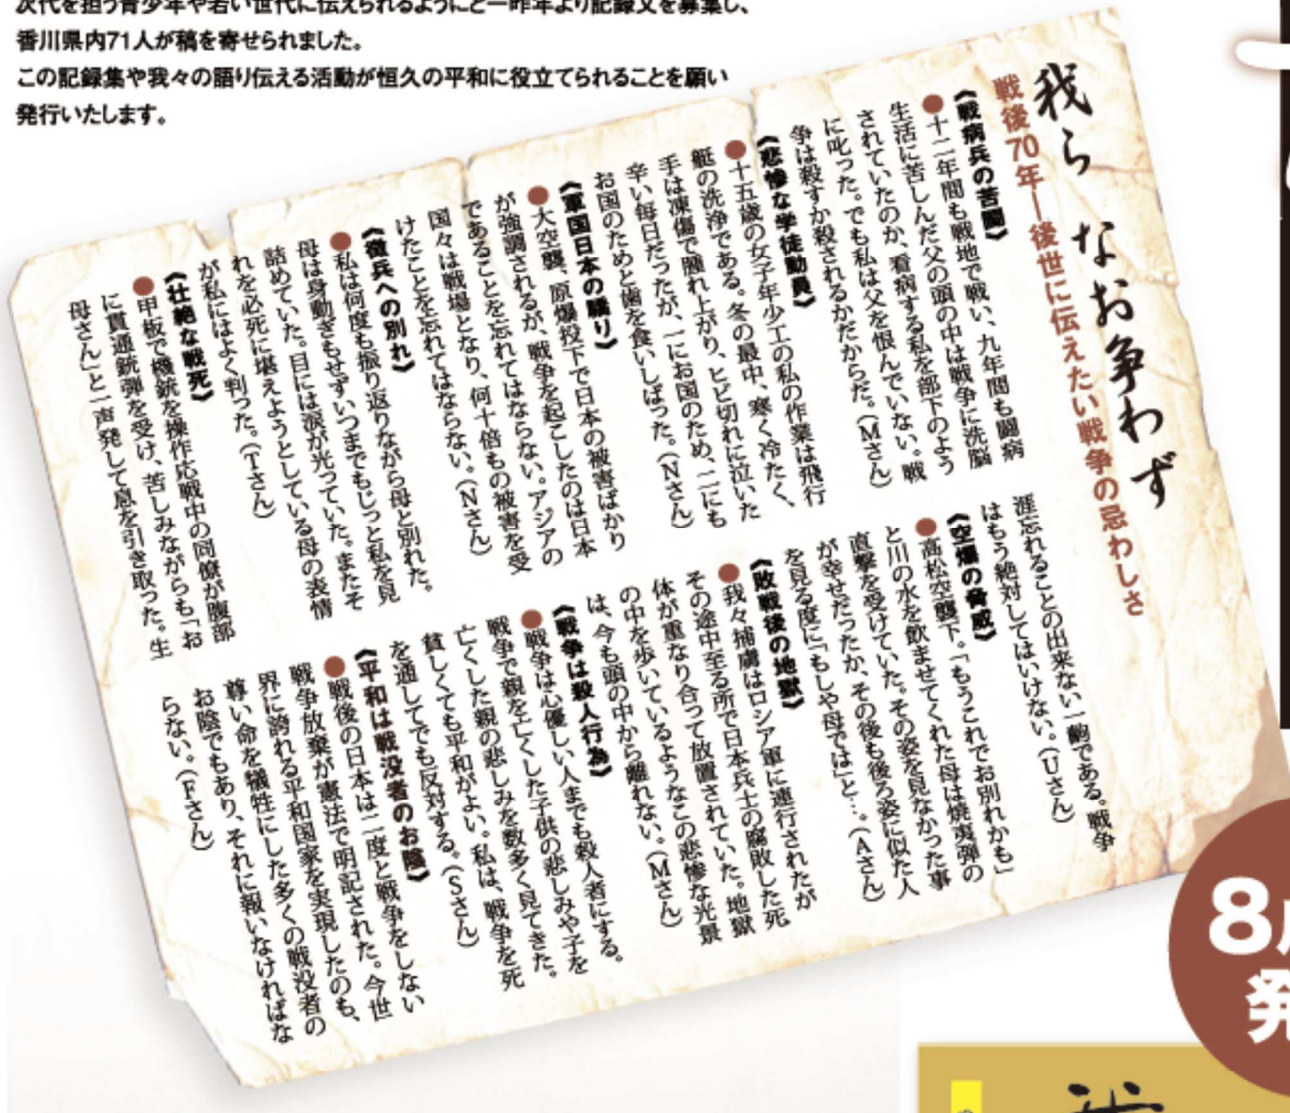 次代を担う青少年や若い世代に伝えられるようにと一昨年より記録文を募集し、
香川県内71人が稿を寄せられました。
この記録集や我々の語り伝える活動が恒久の平和に役立てられることを願い
発行いたします。
我ら なお争わず
戦後70年―後世に伝えたい戦争の忌わしさ
《戦病兵の苦闘》
●十二年間も戦地で戦い、九年間も闘病
生活に苦しんだ父の頭の中は戦争に洗脳
されていたのか、看病する私を部下のよう
に叱った。でも私は父を恨んでいない。戦
争は殺すか殺されるかだからだ。(Mさん)
《悲惨な学徒動員》
●十五歳の女子年少工の私の作業は飛行
艇の洗浄である。冬の最中、寒く冷たく、
手は凍傷で腫れ上がり、ヒビ切れに泣いた
辛い毎日だったが、一にお国のため、二にも
お国のためと歯を食いしばった。(Nさん)
《軍国日本の驕り》
●大空襲、原爆投下で日本の被害ばかり
が強調されるが、戦争を起こしたのは日本
であることを忘れてはならない。アジアの
国々は戦場となり、何十倍もの被害を受
けたことを忘れてはならない。(Nさん)
《徴兵への別れ》
●私は何度も振り返りながら母と別れた。
母は身動ぎもせずいつまでもじっと私を見
詰めていた。目には涙が光っていた。またそ
れを必死に堪えようとしている母の表情
が私にはよく判った。(Tさん)
《壮絶な戦死》
●甲板で機銃を操作応戦中の同僚が腹部
に貫通銃弾を受け、苦しみながらも「お
母さん」と一声発して息を引き取った。生
涯忘れることの出来ない一齣である。戦争
はもう絶対してはいけない。(Uさん)
《空爆の脅威》
●高松空襲下。「もうこれでお別れかも」
と川の水を飲ませてくれた母は焼夷弾の
直撃を受けていた。その姿を見なかった事
が幸せだったか、その後も後ろ姿に似た人
を見る度に「もしや母では」と…。(Aさん)
《敗戦後の地獄》
●我々捕虜はロシア軍に連行されたが
その途中至る所で日本兵士の腐敗した死
体が重なり合って放置されていた。地獄
の中を歩いているようなこの悲惨な光景
は、今も頭の中から離れない。(Mさん)
《戦争は殺人行為》
●戦争は心優しい人までも殺人者にする。
戦争で親を亡くした子供の悲しみや子を
亡くした親の悲しみを数多く見てきた。
貧しくても平和がよい。私は、戦争を死
を通してでも反対する。(Sさん)
《平和は戦没者のお陰》
●戦後の日本は二度と戦争をしない
戦争放棄が憲法で明記された。今世
界に誇れる平和国家を実現したのも、
尊い命を犠牲にした多くの戦没者の
お陰でもあり、それに報いなければな
らない。(Fさん)
8
発